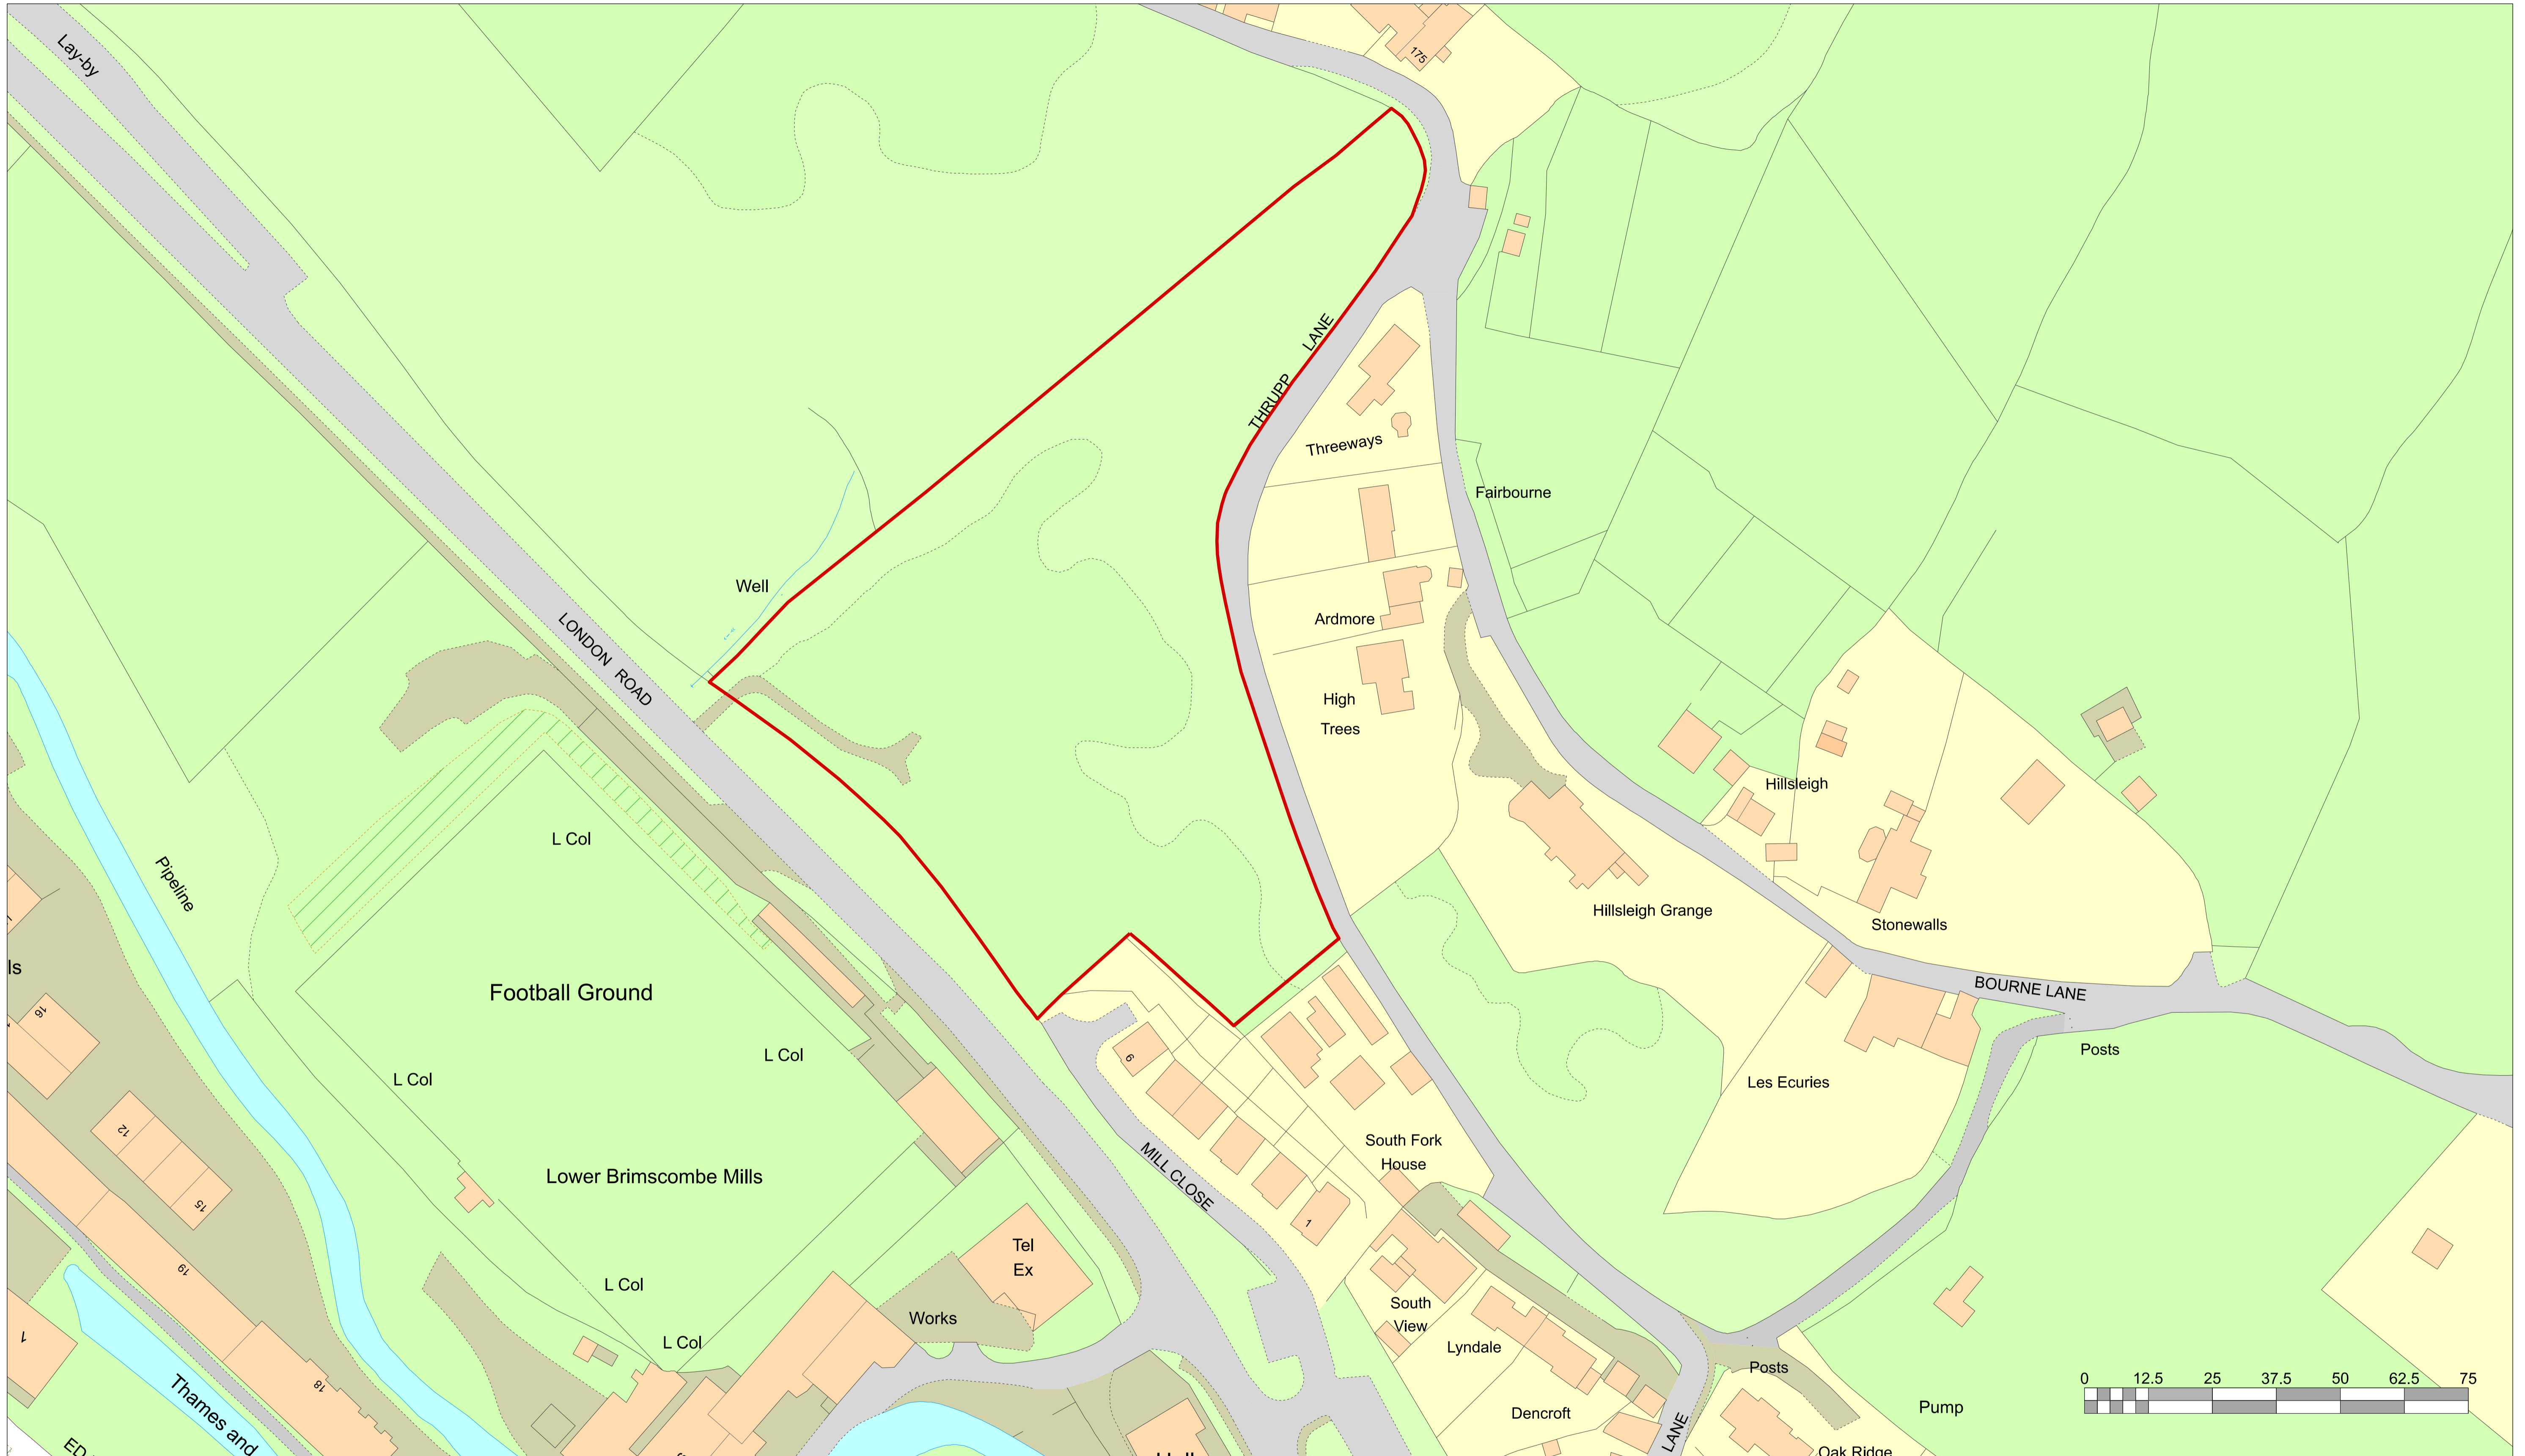 Lay-by
175
THRUPP LANE
Threeways
Fairbourne
Well
LONDON ROAD
Ardmore
High
Trees
Hillsleigh
L Col
Pipeline
Hillsleigh Grange
Stonewalls
ls
Football Ground
BOURNE LANE
16
Posts
L Col
9
L Col
Les Ecuries
12
South Fork
House
MILL CLOSE
Lower Brimscombe Mills
15
1
Tel
Ex
19
L Col
South
View
Works
1
L Col
Lyndale
Posts
0 12.5 25 37.5 50 62.5 75
18
Thames and
Dencroft
Pump
LANE
ED
Hall
Oak Ridge